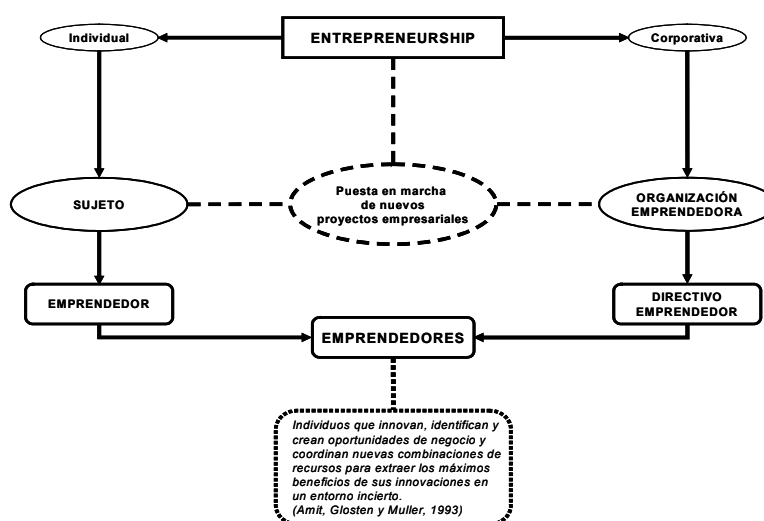 Individual
ENTREPRENEURSHIP
Corporativa
SUJETO
Puesta en marcha
de nuevos
proyectos empresariales
ORGANIZACIÓN
EMPRENDEDORA
EMPRENDEDOR
DIRECTIVO
EMPRENDEDOR
EMPRENDEDORES
Individuos que innovan, identifican y
crean oportunidades de negocio y
coordinan nuevas combinaciones de
recursos para extraer los máximos
beneficios de sus innovaciones en
un entorno incierto.
(Amit, Glosten y Muller, 1993)